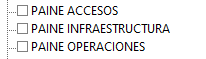 PAINE ACCESOS
PAINE INFRAESTRUCTURA
PAINE OPERACIONES